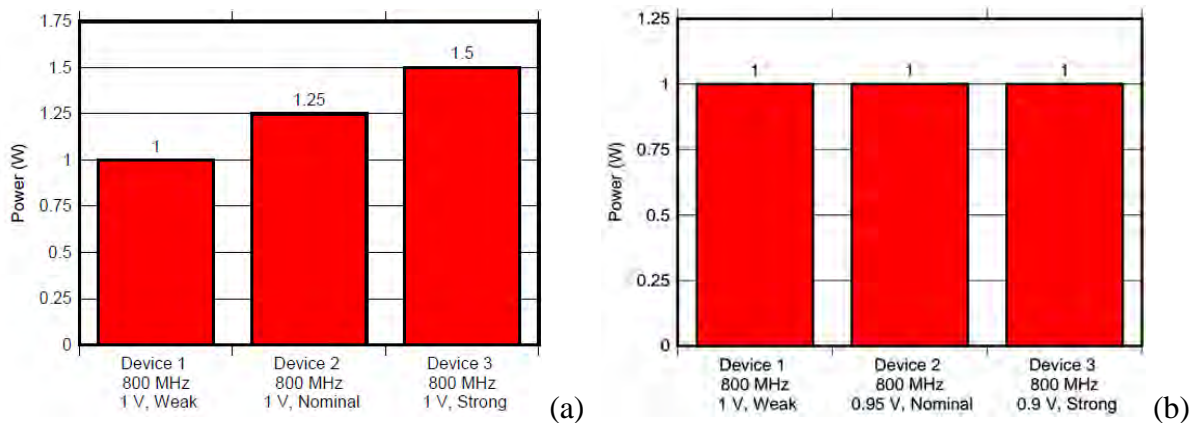 1.75
1.5
1.25
1
0.75
0.5
0.25
0
Power (W)
1
1.25
1.5
Device 1
800 MHz
1 V, Weak
Device 2
800 MHz
1 V, Nominal
Device 3
800 MHz
1 V, Strong
(a)
1.25
1
0.75
0.5
0.25
0
Power (W)
1
1
1
Device 1
800 MHz
1 V, Weak
Device 2
800 MHz
0.95 V, Nominal
Device 3
800 MHz
0.9 V, Strong
(b)